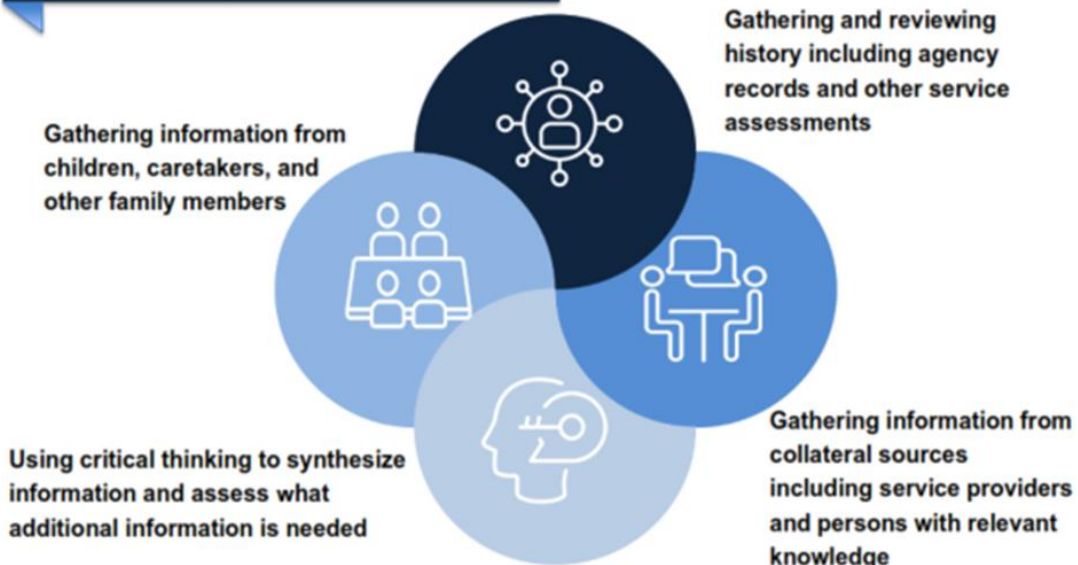 Gathering and reviewing
history including agency
records and other service
assessments
Gathering information from
children, caretakers, and
other family members
Using critical thinking to synthesize
information and assess what
additional information is needed
Gathering information from
collateral sources
including service providers
and persons with relevant
knowledge